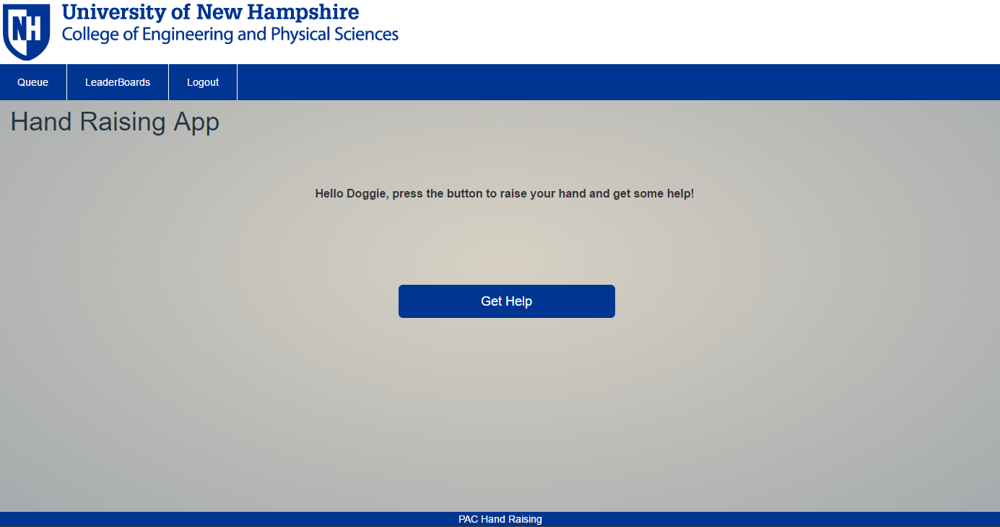 NH
University of New Hampshire
College of Engineering and Physical Sciences
Queue LeaderBoards Logout
Hand Raising App
Hello Doggie, press the button to raise your hand and get some help!
Get Help
PAC Hand Raising